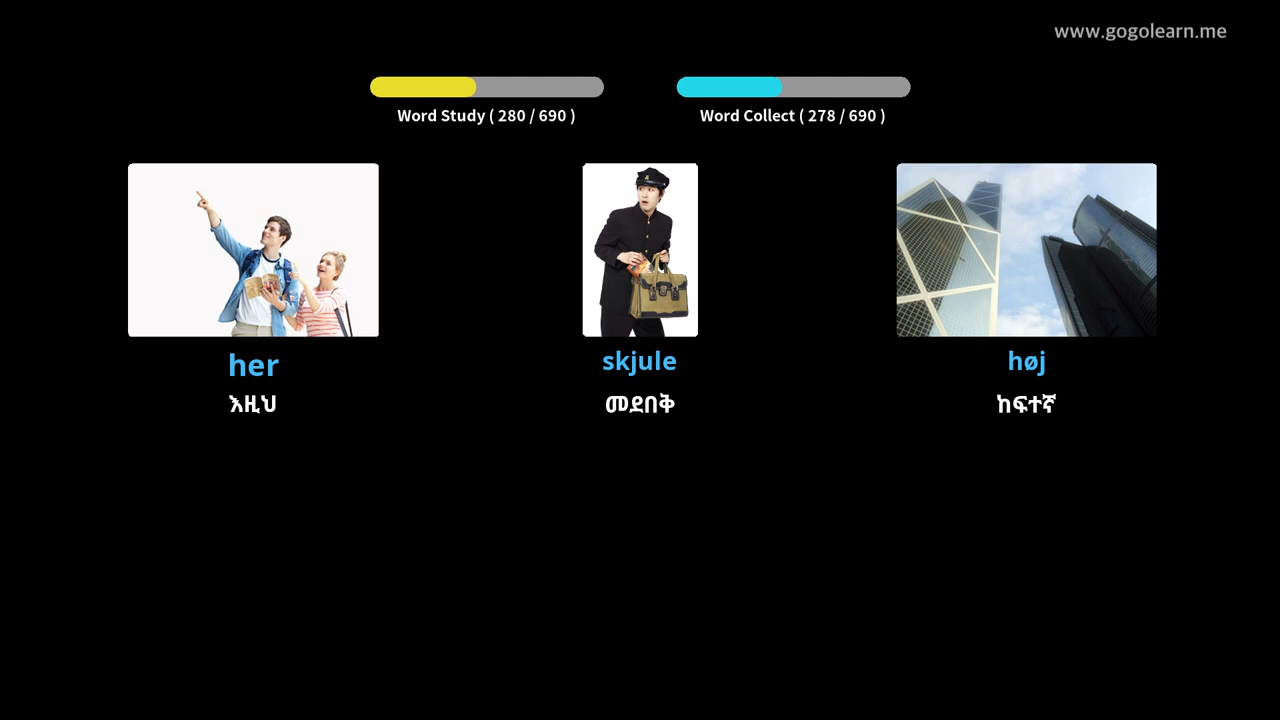 www.gogolearn.me
Word Study ( 280 / 690 )
Word Collect ( 278 / 690 )
her
skjule
høj
እዚህ
መደበቅ
ከፍተኛ